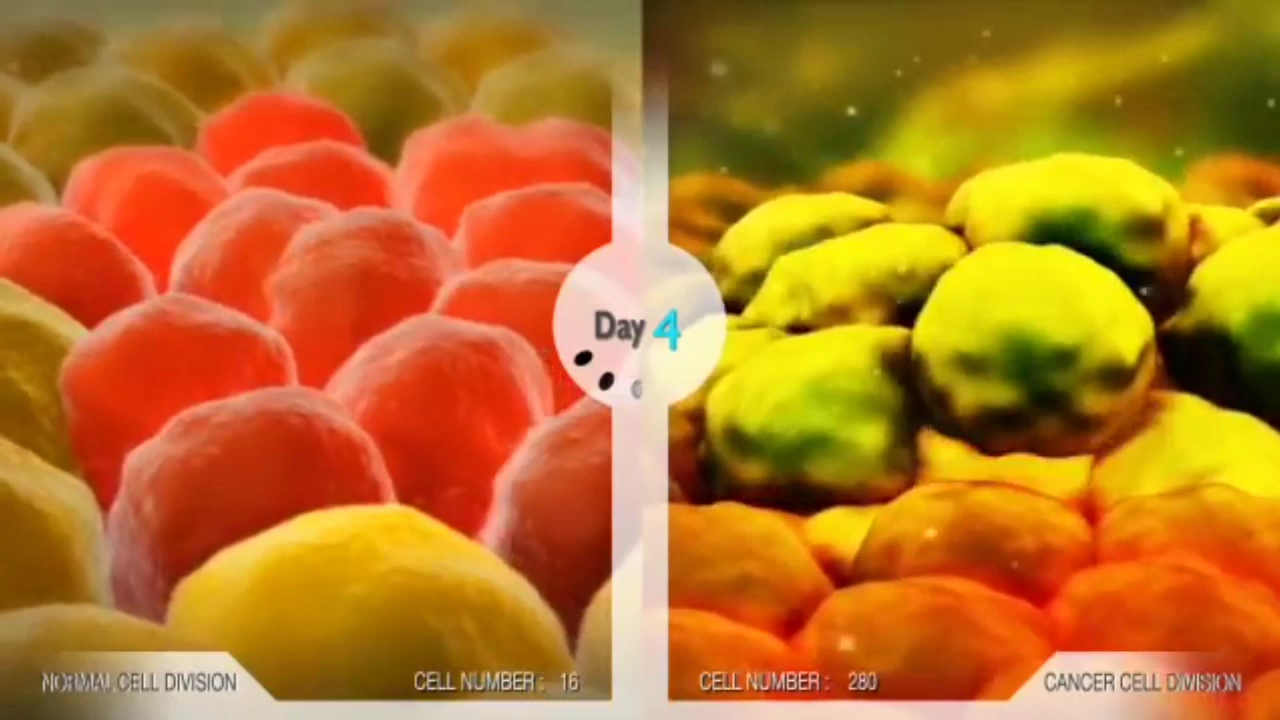 Day 4
NORMAL CELL DIVISION
CELL NUMBER : 16
CELL NUMBER : 280
CANCER CELL DIVISION